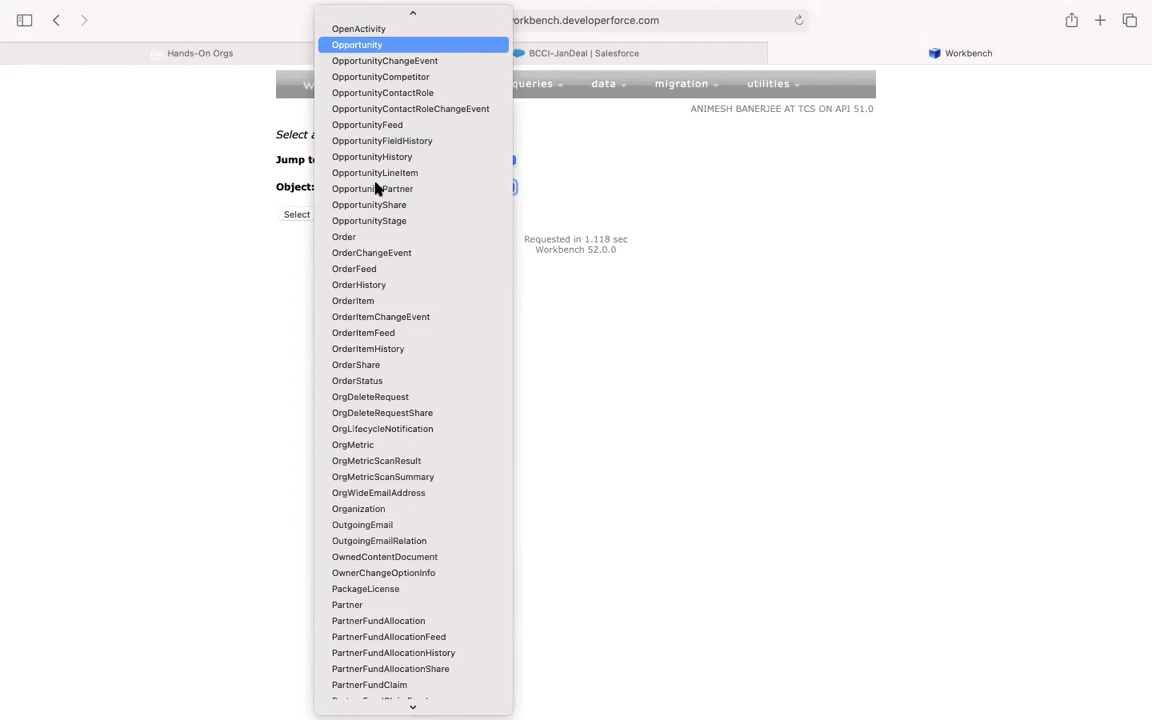 orkbench.developerforce.com
Hands-On Orgs
BCCI-JanDeal | Salesforce
Workbench
W
queries
data
migration
utilities
ANIMESH BANERJEE AT TCS ON API 51.0
Select a
Jump to
Object:
Select
Requested in 1.118 sec
Workbench 52.0.0
OpenActivity
Opportunity
OpportunityChangeEvent
OpportunityCompetitor
OpportunityContactRole
OpportunityContactRoleChangeEvent
OpportunityFeed
OpportunityFieldHistory
OpportunityHistory
OpportunityLineItem
OpportunityPartner
OpportunityShare
OpportunityStage
Order
OrderChangeEvent
OrderFeed
OrderHistory
OrderItem
OrderItemChangeEvent
OrderItemFeed
OrderItemHistory
OrderShare
OrderStatus
OrgDeleteRequest
OrgDeleteRequestShare
OrgLifecycleNotification
OrgMetric
OrgMetricScanResult
OrgMetricScanSummary
OrgWideEmailAddress
Organization
OutgoingEmail
OutgoingEmailRelation
OwnedContentDocument
OwnerChangeOptionInfo
PackageLicense
Partner
PartnerFundAllocation
PartnerFundAllocationFeed
PartnerFundAllocationHistory
PartnerFundAllocationShare
PartnerFundClaim